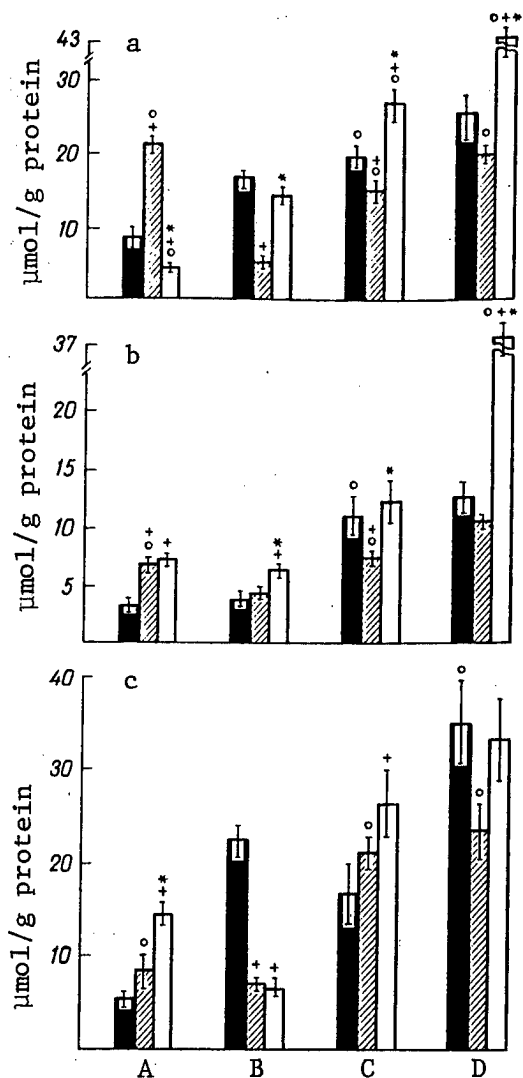 a
μmol/g protein
43
30
20
10
o + *
o
+
*
+
o
+
*
o
+
o
*
+
o
o
b
μmol/g protein
37
20
15
10
5
o + *
+
o
+
*
+
o
+
o
*
c
μmol/g protein
40
30
20
10
o
*
+
+
+
o
+
o
o
A B C D